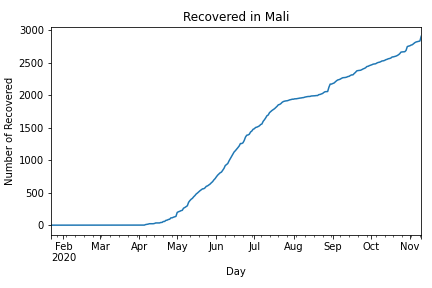 Recovered in Mali
Number of Recovered
3000
2500
2000
1500
1000
500
0
Feb Mar Apr May Jun Jul Aug Sep Oct Nov
2020
Day